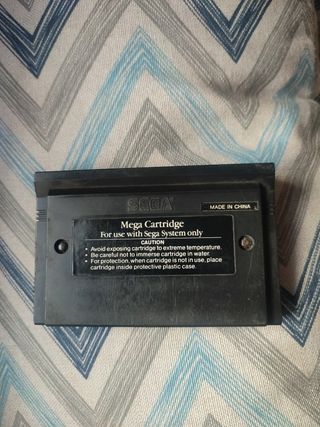 SEGA
MADE IN CHINA
Mega Cartridge
For use with Sega System only
CAUTION
• Avoid exposing cartridge to extreme temperature.
• Be careful not to immerse cartridge in water.
• For protection, when cartridge is not in use, place
cartridge inside protective plastic case.